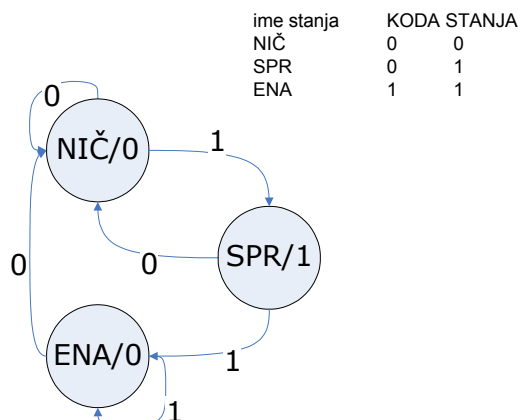 ime stanja KODA STANJA
NIČ 0 0
SPR 0 1
ENA 1 1
0
NIČ/0
1
SPR/1
0
0
ENA/0
1
1